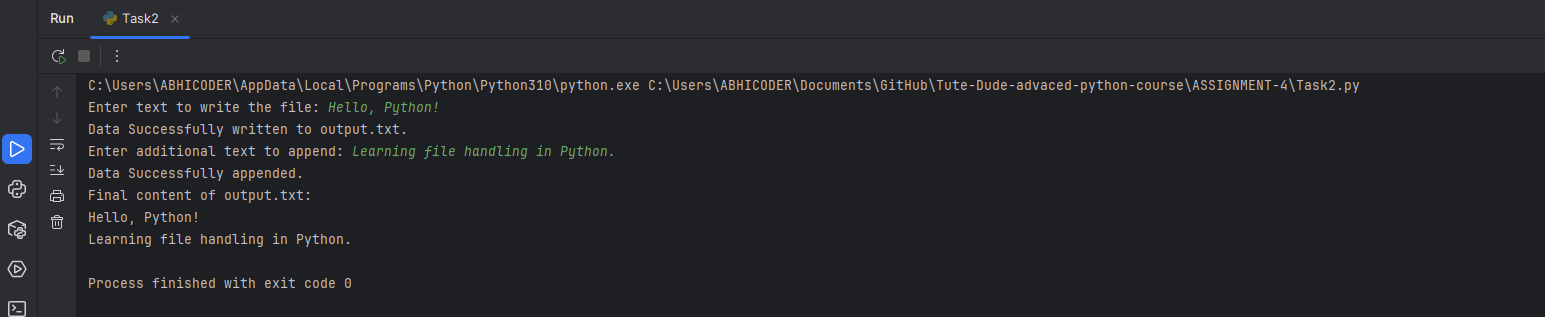 Run Task2
C:\Users\ABHICODER\AppData\Local\Programs\Python\Python310\python.exe C:\Users\ABHICODER\Documents\GitHub\Tute-Dude-advaced-python-course\ASSIGNMENT-4\Task2.py
Enter text to write the file: Hello, Python!
Data Successfully written to output.txt.
Enter additional text to append: Learning file handling in Python.
Data Successfully appended.
Final content of output.txt:
Hello, Python!
Learning file handling in Python.
Process finished with exit code 0